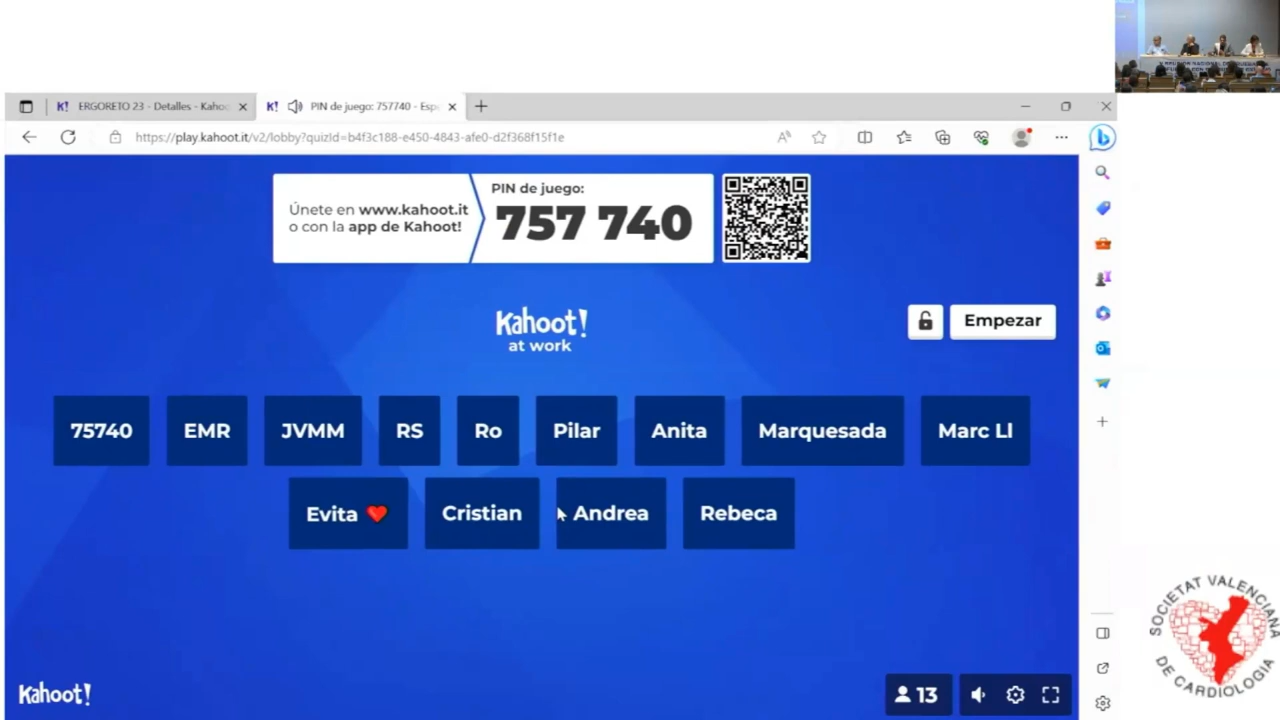 ERGORETO 23 - Detalles - Kaho
PIN de juego: 757740 - Esp
https://play.kahoot.it/v2/lobby?quizId=b4f3c188-e450-4843-afe0-d2f368f15f1e
Únete en www.kahoot.it
o con la app de Kahoot!
PIN de juego:
757 740
Kahoot!
at work
Empezar
75740
EMR
JVMM
RS
Ro
Pilar
Anita
Marquesada
Marc Ll
Evita ❤️
Cristian
Andrea
Rebeca
Kahoot!
13
SOCIETAT VALENCIANA
DE CARDIOLOGIA